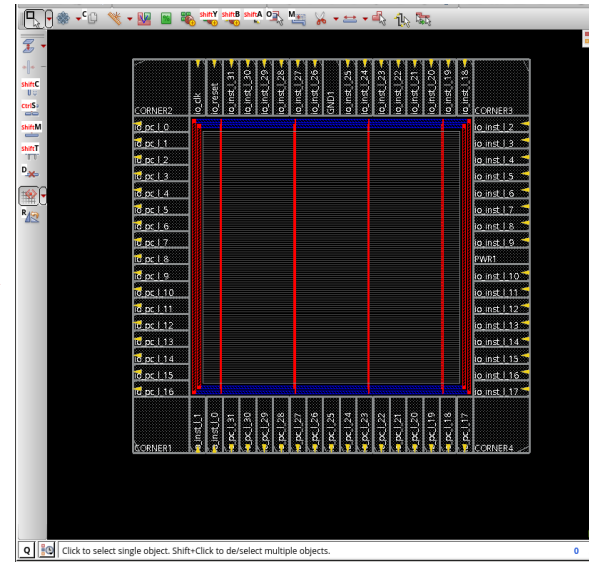 shiftY shiftB shiftA O M
C
shiftC
ctrlS
shiftM
shiftT
D
R
io_clk
io_reset
io_inst_l_31
io_inst_l_30
io_inst_l_29
io_inst_l_28
io_inst_l_27
io_inst_l_26
GND1
io_inst_l_25
io_inst_l_24
io_inst_l_23
io_inst_l_22
io_inst_l_21
io_inst_l_20
io_inst_l_19
io_inst_l_18
CORNER2
CORNER3
io_pc_l_0
io_pc_l_1
io_pc_l_2
io_pc_l_3
io_pc_l_4
io_pc_l_5
io_pc_l_6
io_pc_l_7
io_pc_l_8
io_pc_l_9
io_pc_l_10
io_pc_l_11
io_pc_l_12
io_pc_l_13
io_pc_l_14
io_pc_l_15
io_pc_l_16
io_inst_l_2
io_inst_l_3
io_inst_l_4
io_inst_l_5
io_inst_l_6
io_inst_l_7
io_inst_l_8
io_inst_l_9
PWR1
io_inst_l_10
io_inst_l_11
io_inst_l_12
io_inst_l_13
io_inst_l_14
io_inst_l_15
io_inst_l_16
io_inst_l_17
io_inst_l_1
io_inst_l_0
io_pc_l_31
io_pc_l_30
io_pc_l_29
io_pc_l_28
io_pc_l_26
io_pc_l_27
io_pc_l_25
io_pc_l_24
io_pc_l_23
io_pc_l_22
io_pc_l_21
io_pc_l_20
io_pc_l_19
io_pc_l_18
io_pc_l_17
CORNER1
CORNER4
Q Click to select single object. Shift+Click to de/select multiple objects. 0